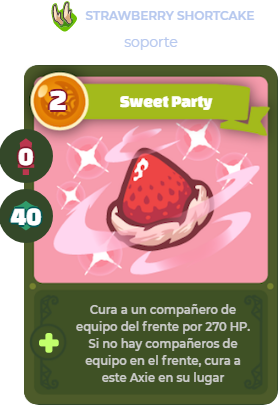 STRAWBERRY SHORTCAKE
soporte
2
Sweet Party
0
40
Cura a un compañero de
equipo del frente por 270 HP.
Si no hay compañeros de
equipo en el frente, cura a
este Axie en su lugar